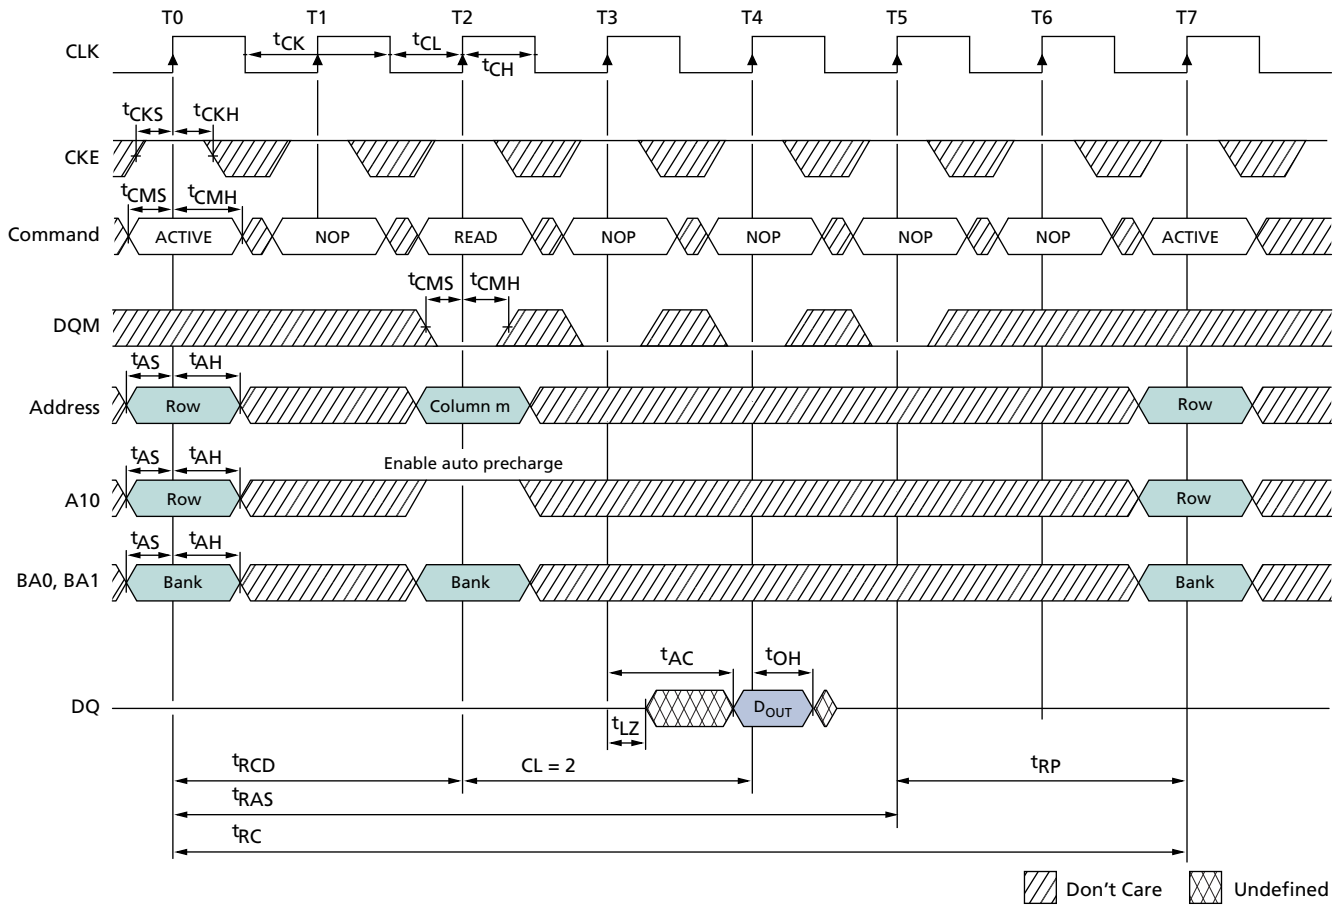 T0 T1 T2 T3 T4 T5 T6 T7
CLK
tCK tCL
tCH
tCKS tCKH
CKE
tCMS tCMH
Command ACTIVE NOP READ NOP NOP NOP NOP ACTIVE
tCMS tCMH
DQM
tAS tAH
Address Row Column m Row
tAS tAH
Enable auto precharge
A10 Row Row
tAS tAH
BA0, BA1 Bank Bank Bank
tAC tOH
DQ DOUT
tLZ
tRCD CL = 2 tRP
tRAS
tRC
Don't Care Undefined